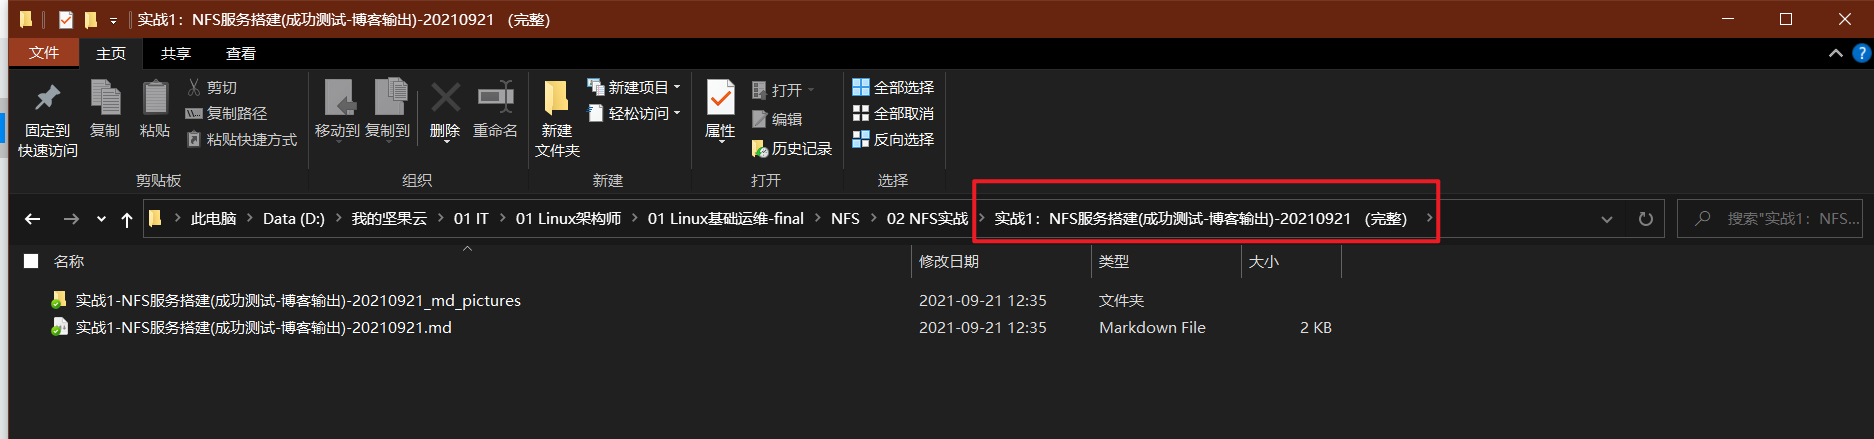 实战1：NFS服务搭建(成功测试-博客输出)-20210921 （完整）
文件 主页 共享 查看
固定到快速访问 复制 粘贴 剪切 复制路径 粘贴快捷方式
移动到 复制到 删除 重命名
新建文件夹 新建项目 轻松访问
属性 打开 编辑 历史记录
全部选择 全部取消 反向选择
剪贴板 组织 新建 打开 选择
此电脑 Data (D:) 我的坚果云 01 IT 01 Linux架构师 01 Linux基础运维-final NFS 02 NFS实战 实战1：NFS服务搭建(成功测试-博客输出)-20210921 （完整） 搜索"实战1：NFS...
名称 修改日期 类型 大小
实战1-NFS服务搭建(成功测试-博客输出)-20210921_md_pictures 2021-09-21 12:35 文件夹
实战1-NFS服务搭建(成功测试-博客输出)-20210921.md 2021-09-21 12:35 Markdown File 2 KB